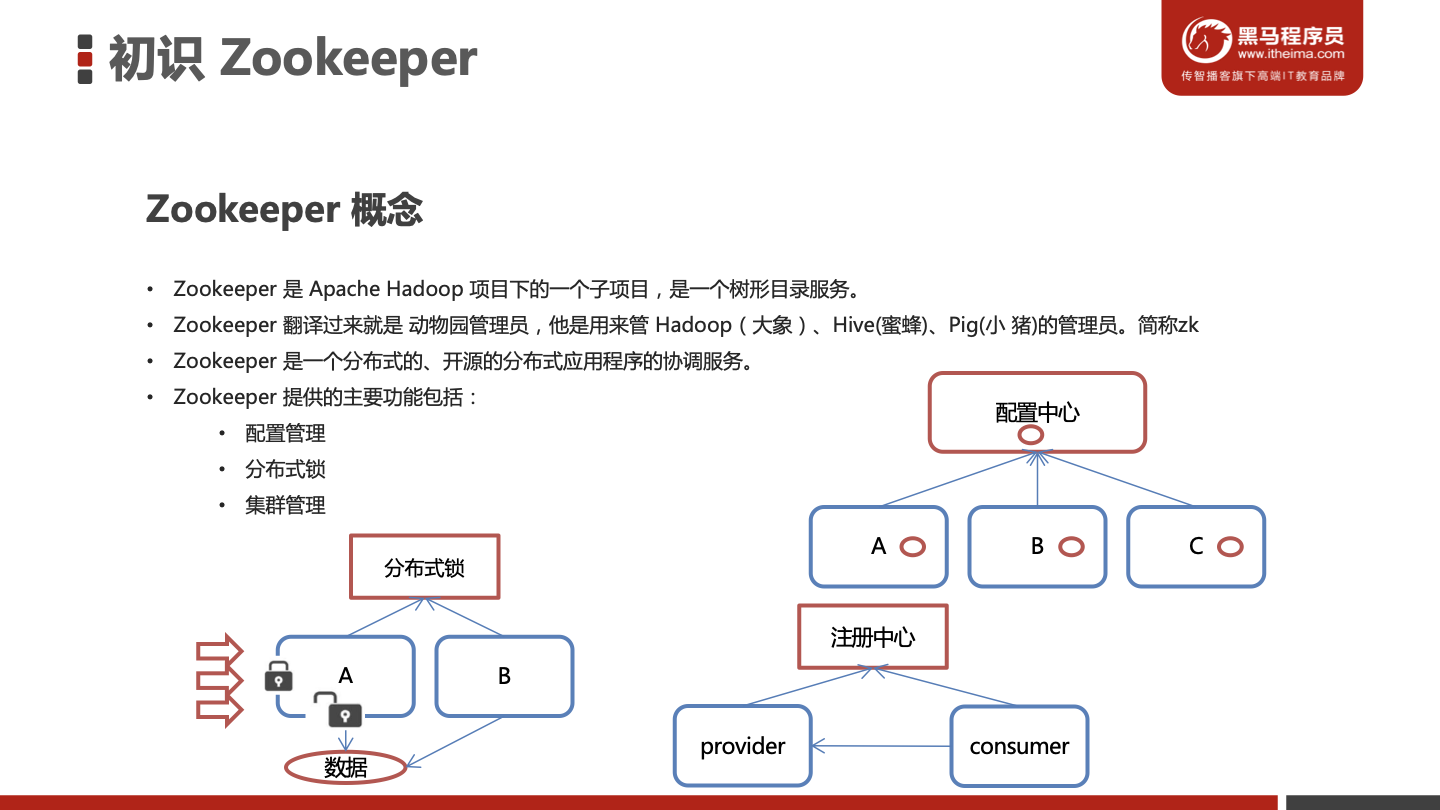 初识 Zookeeper
黑马程序员
www.itheima.com
传智播客旗下高端IT教育品牌
Zookeeper 概念
• Zookeeper 是 Apache Hadoop 项目下的一个子项目，是一个树形目录服务。
• Zookeeper 翻译过来就是 动物园管理员，他是用来管 Hadoop（大象）、Hive(蜜蜂)、Pig(小 猪)的管理员。简称zk
• Zookeeper 是一个分布式的、开源的分布式应用程序的协调服务。
• Zookeeper 提供的主要功能包括：
• 配置管理
• 分布式锁
• 集群管理
配置中心
A
B
C
分布式锁
A
B
数据
注册中心
provider
consumer